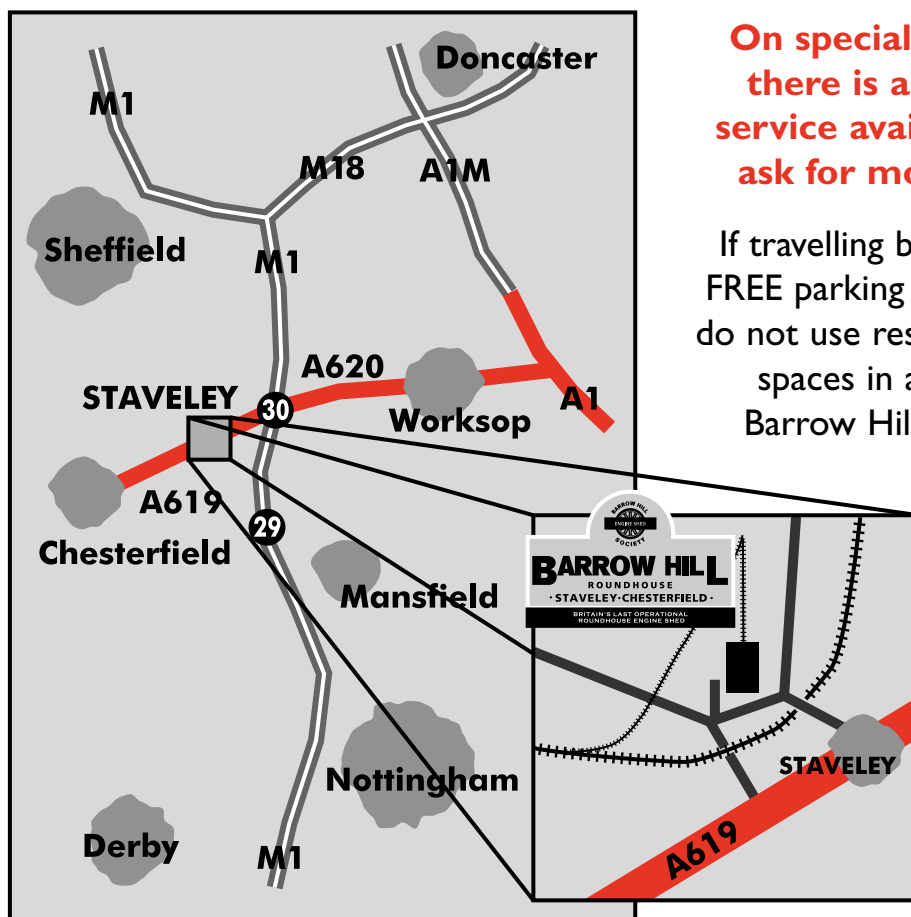 On special
there is a
service avai
ask for mo
If travelling b
FREE parking
do not use res
spaces in a
Barrow Hil
Doncaster
M1
M18
A1M
Sheffield
M1
A620
STAVELEY
30
A1
Worksop
A619
29
Chesterfield
Mansfield
BARROW HILL
ENGINE SHED
SOCIETY
BARROW HILL
ROUNDHOUSE
· STAVELEY·CHESTERFIELD ·
BRITAIN'S LAST OPERATIONAL
ROUNDHOUSE ENGINE SHED
Nottingham
STAVELEY
Derby
M1
A619